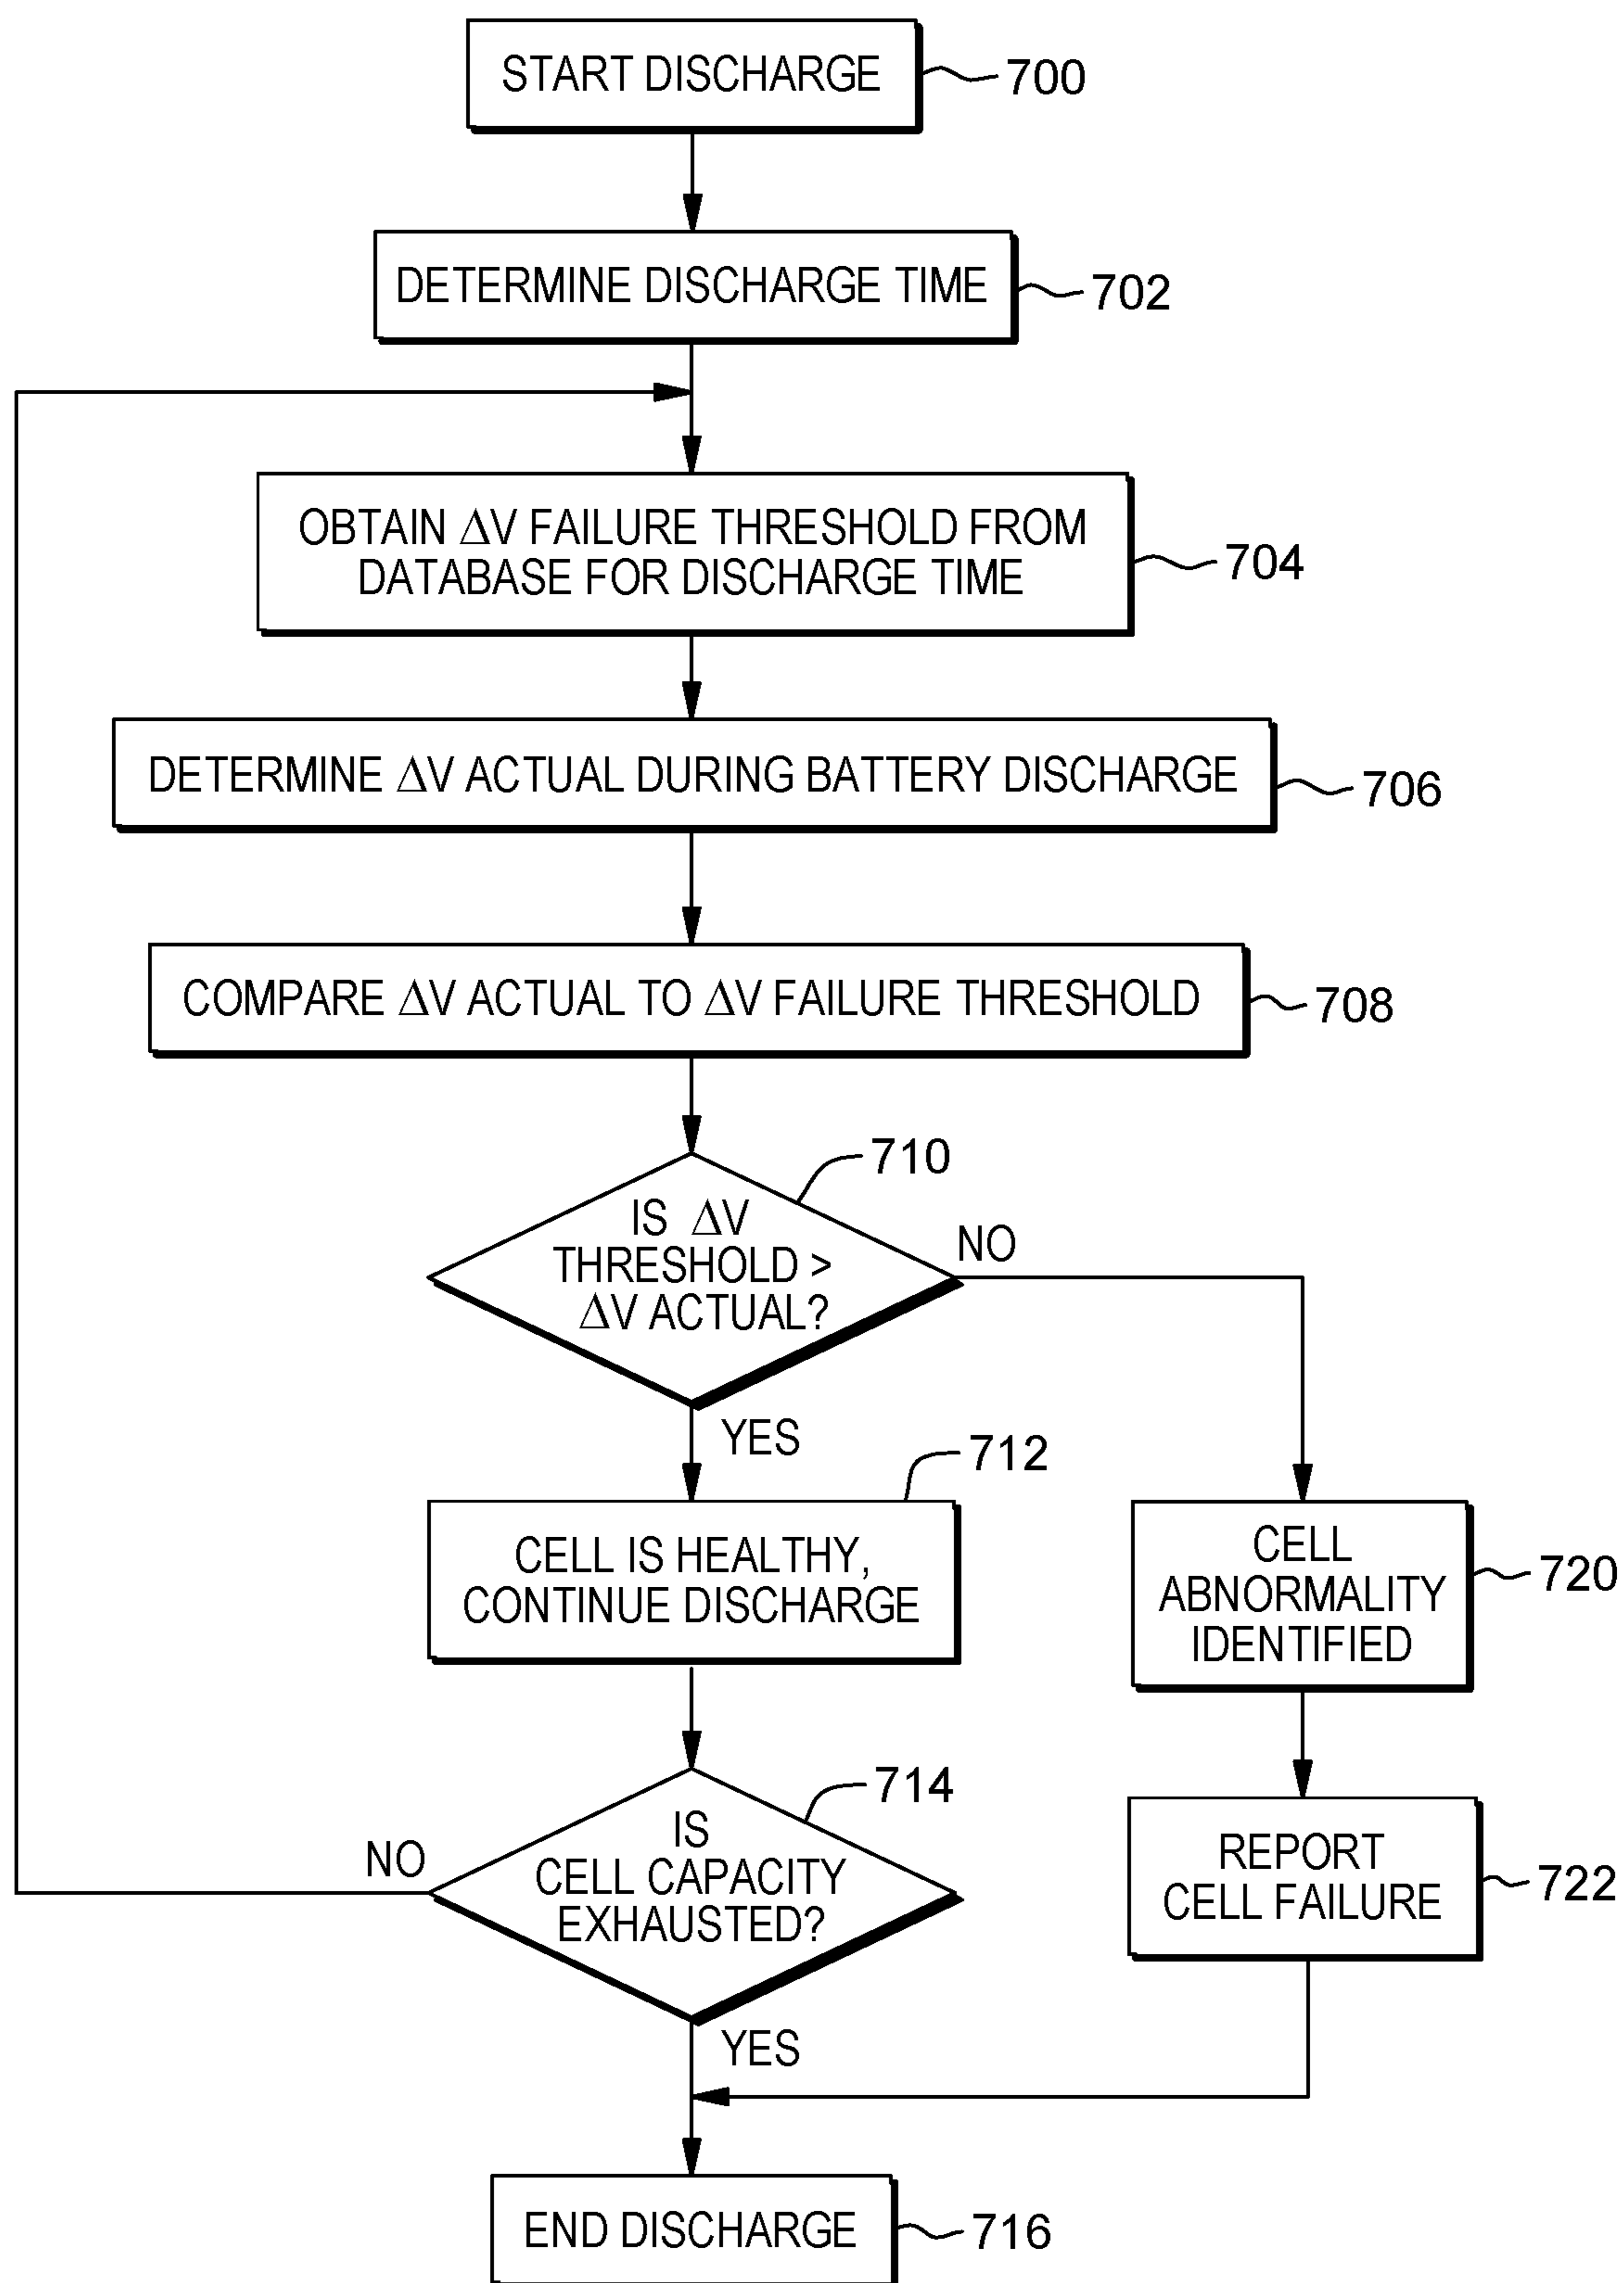 START DISCHARGE
700
DETERMINE DISCHARGE TIME
702
OBTAIN ΔV FAILURE THRESHOLD FROM
DATABASE FOR DISCHARGE TIME
704
DETERMINE ΔV ACTUAL DURING BATTERY DISCHARGE
706
COMPARE ΔV ACTUAL TO ΔV FAILURE THRESHOLD
708
710
IS ΔV
THRESHOLD >
ΔV ACTUAL?
NO
YES
712
CELL IS HEALTHY,
CONTINUE DISCHARGE
CELL
ABNORMALITY
IDENTIFIED
720
714
IS
CELL CAPACITY
EXHAUSTED?
NO
YES
REPORT
CELL FAILURE
722
END DISCHARGE
716